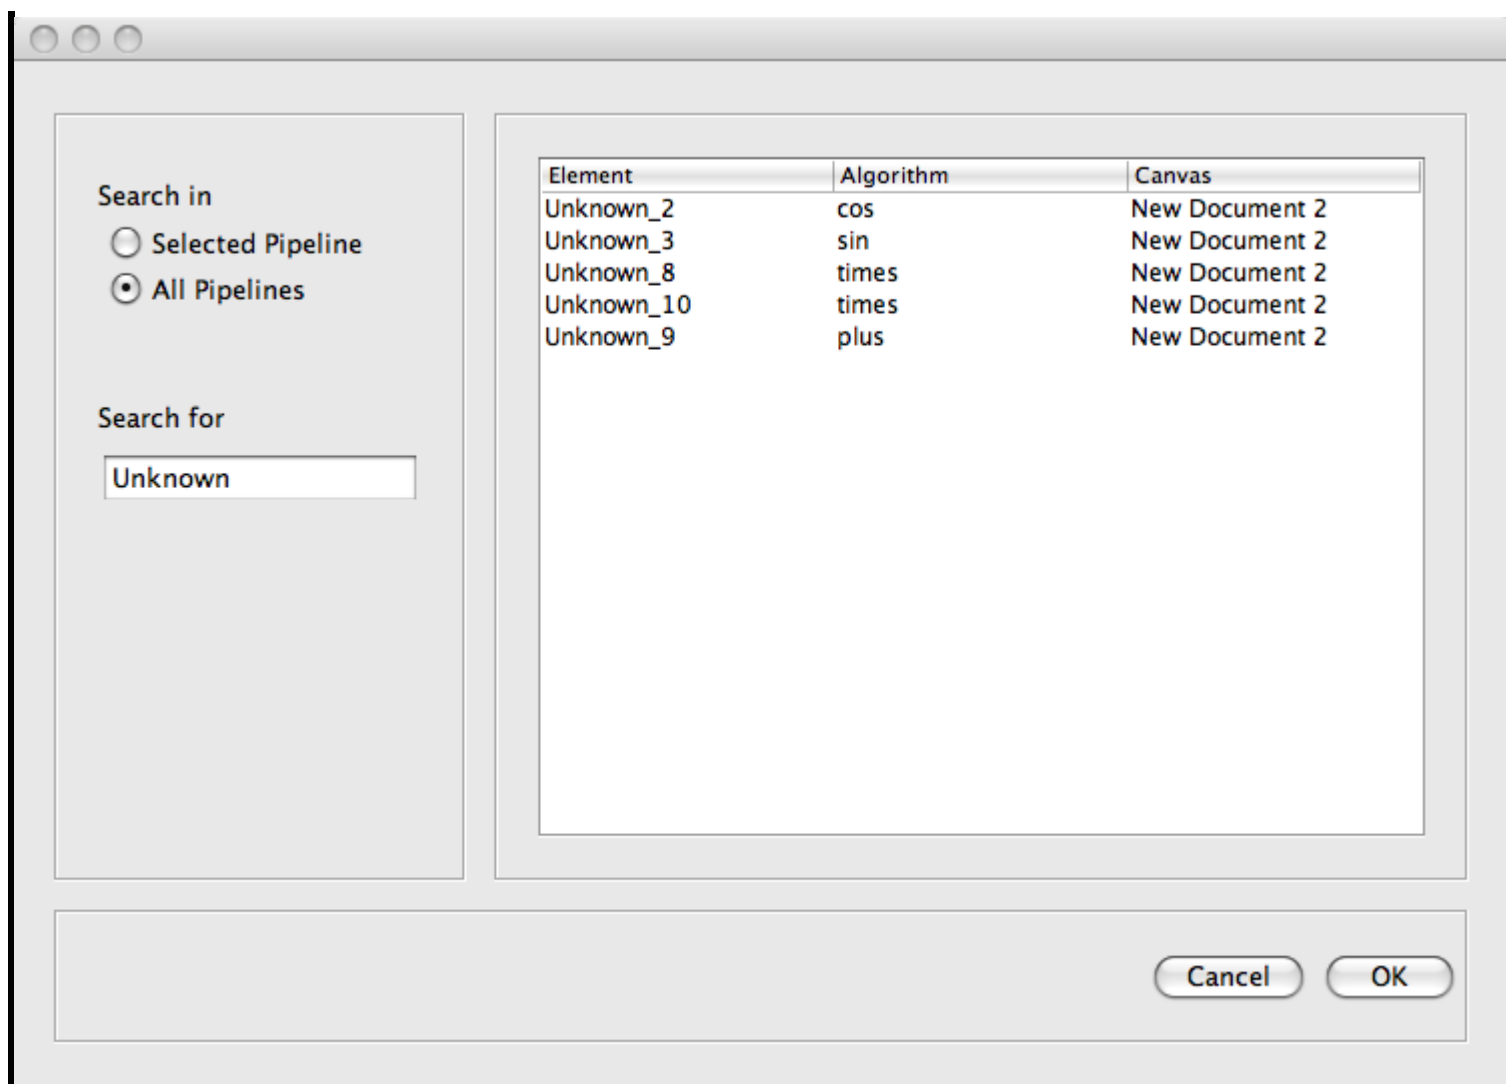 Search in
Selected Pipeline
All Pipelines
Search for
Unknown
Element Algorithm Canvas
Unknown_2 cos New Document 2
Unknown_3 sin New Document 2
Unknown_8 times New Document 2
Unknown_10 times New Document 2
Unknown_9 plus New Document 2
Cancel OK